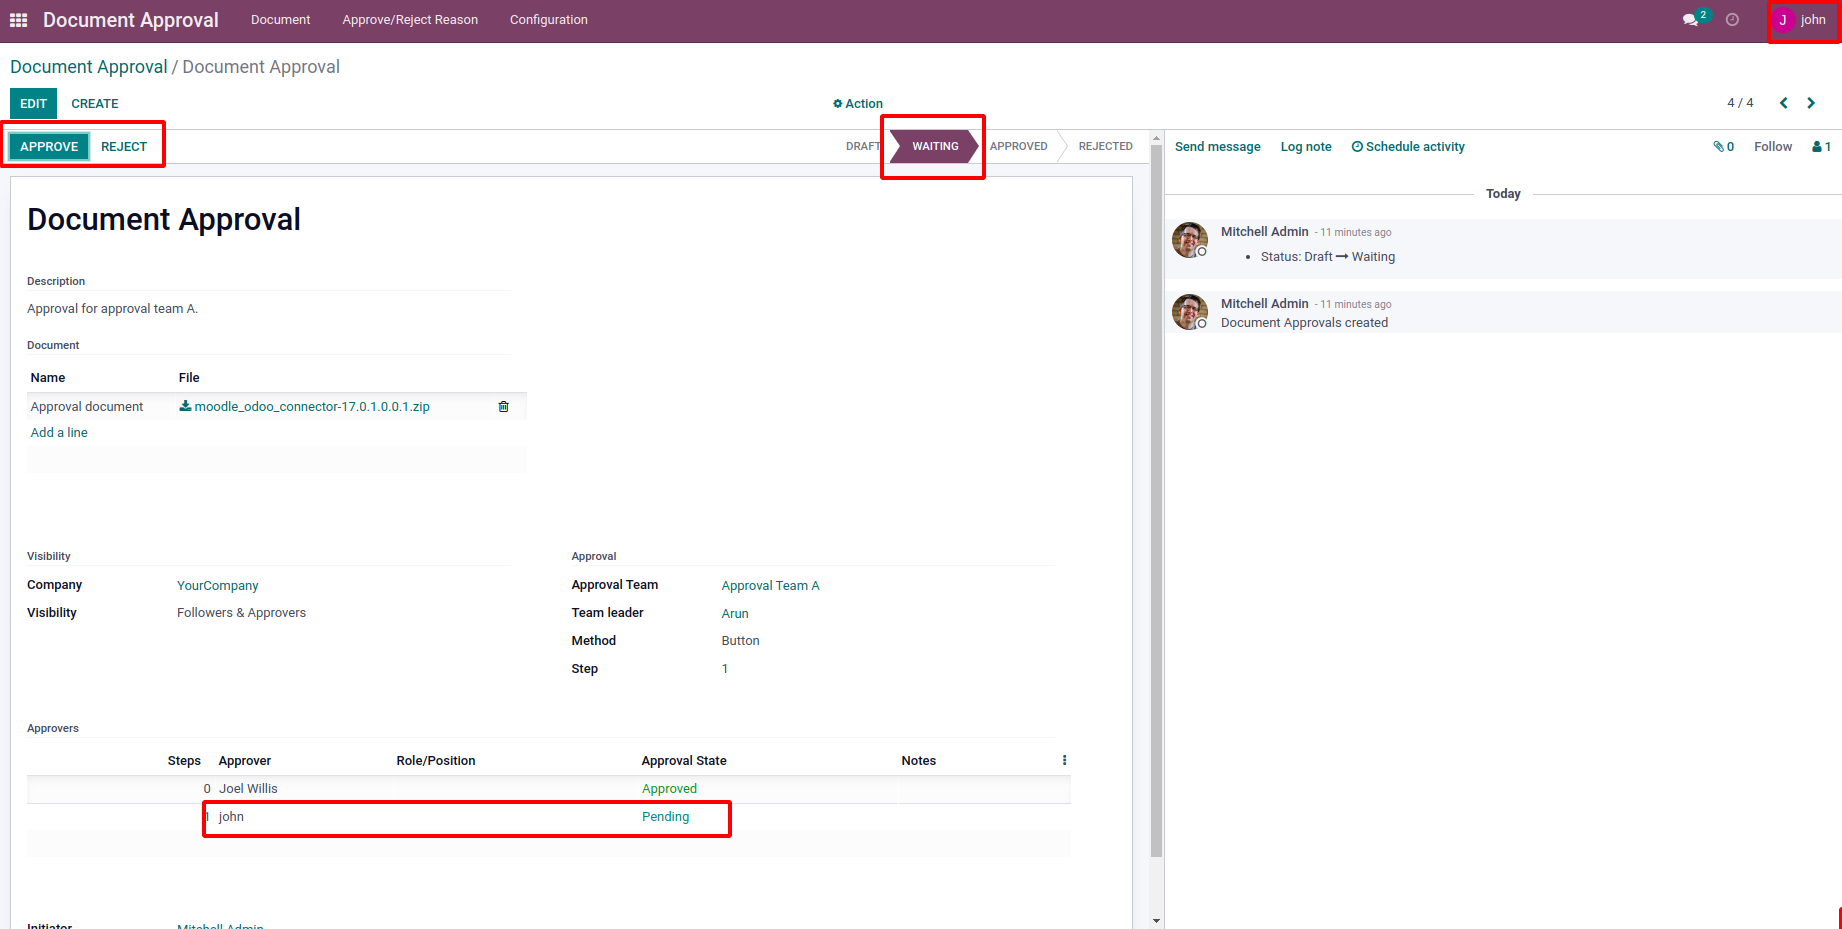 Document Approval Document Approve/Reject Reason Configuration 2 J john
Document Approval / Document Approval
EDIT CREATE Action 4 / 4
APPROVE REJECT DRAFT WAITING APPROVED REJECTED Send message Log note Schedule activity 0 Follow 1
Today
Document Approval
Mitchell Admin - 11 minutes ago
• Status: Draft → Waiting
Description
Approval for approval team A.
Mitchell Admin - 11 minutes ago
Document Approvals created
Document
Name File
Approval document moodle_odoo_connector-17.0.1.0.0.1.zip
Add a line
Visibility Approval
Company YourCompany Approval Team Approval Team A
Visibility Followers & Approvers Team leader Arun
Method Button
Step 1
Approvers
Steps Approver Role/Position Approval State Notes
0 Joel Willis Approved
1 john Pending
Initiator Mitchell Admin